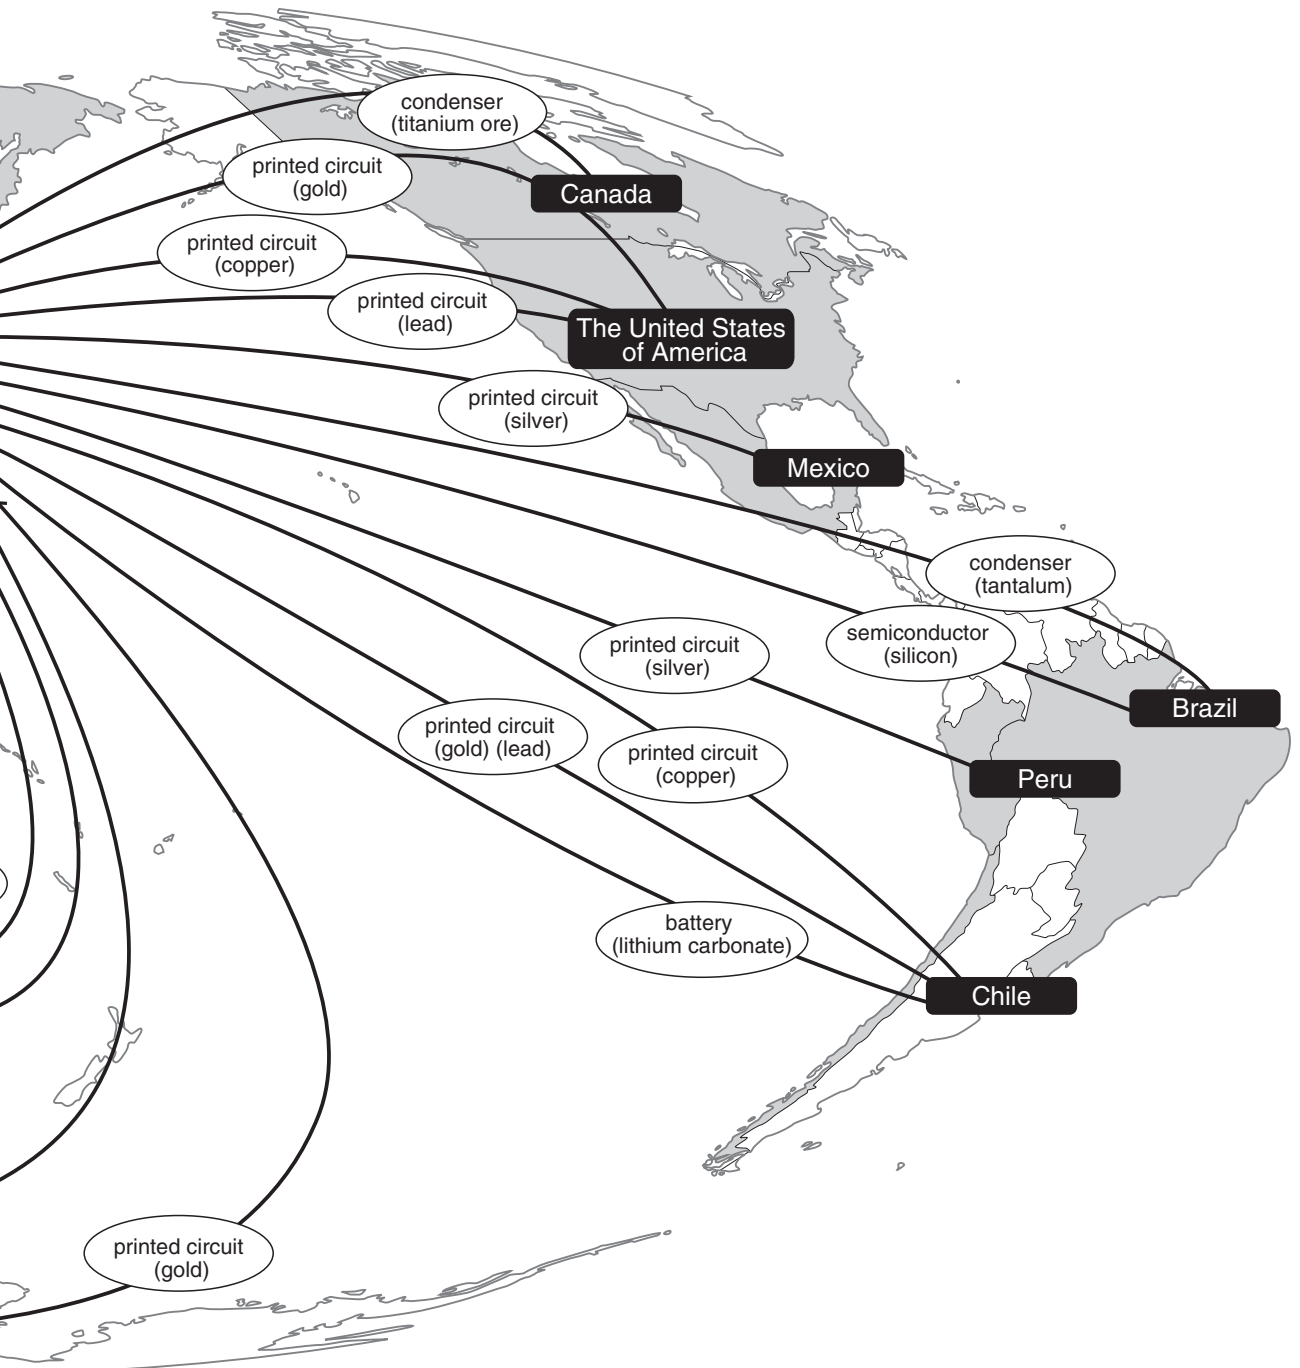 condenser
(titanium ore)
printed circuit
(gold)
Canada
printed circuit
(copper)
printed circuit
(lead)
The United States
of America
printed circuit
(silver)
Mexico
condenser
(tantalum)
semiconductor
(silicon)
printed circuit
(silver)
Brazil
printed circuit
(gold) (lead)
printed circuit
(copper)
Peru
battery
(lithium carbonate)
Chile
printed circuit
(gold)